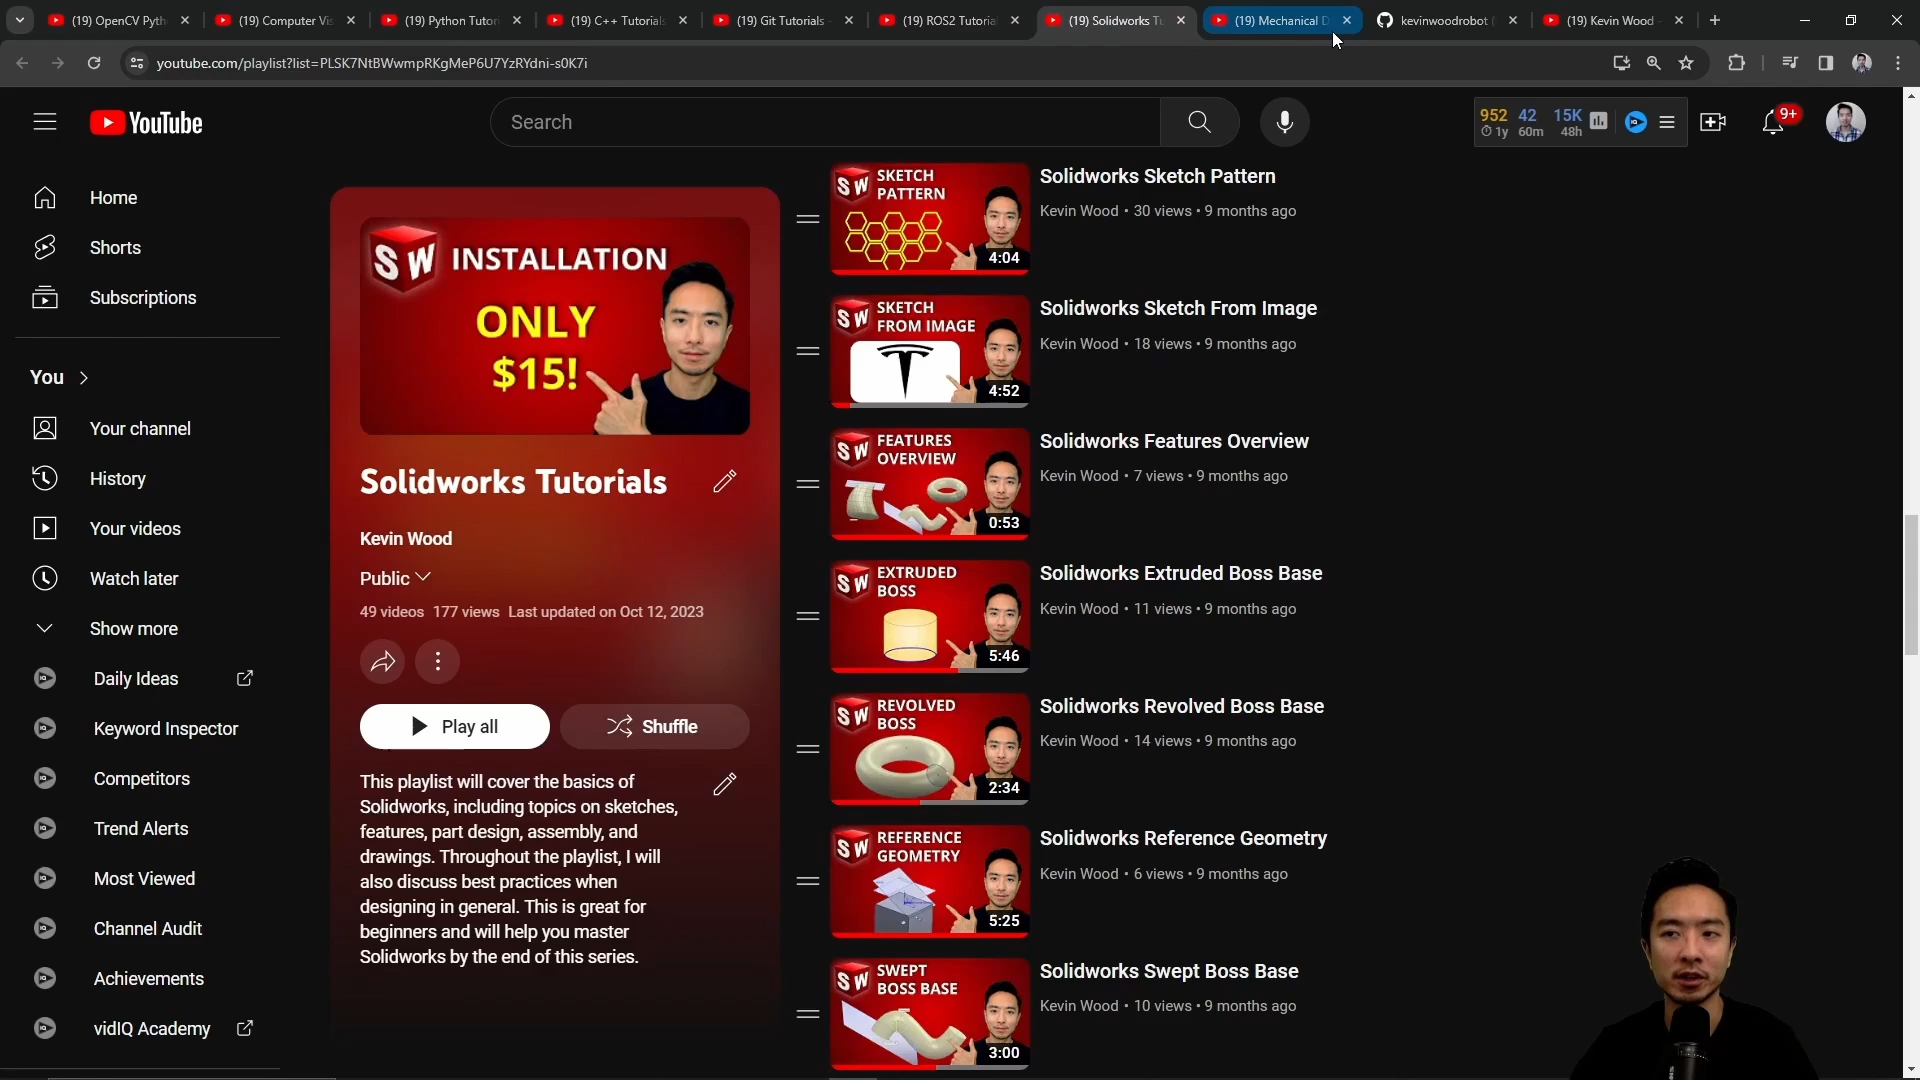 (19) OpenCV Pyth
(19) Computer Vis
(19) Python Tutori
(19) C++ Tutorials
(19) Git Tutorials -
(19) ROS2 Tutoria
(19) Solidworks Tu
(19) Mechanical D
kevinwoodrobot (
(19) Kevin Wood -
youtube.com/playlist?list=PLSK7NtBWwmpRKgMeP6U7YzRYdni-s0K7i
YouTube
Search
952 42 15K
1y 60m 48h
9+
Home
Shorts
Subscriptions
You
Your channel
History
Your videos
Watch later
Show more
Daily Ideas
Keyword Inspector
Competitors
Trend Alerts
Most Viewed
Channel Audit
Achievements
vidIQ Academy
SW INSTALLATION
ONLY
$15!
Solidworks Tutorials
Kevin Wood
Public
49 videos 177 views Last updated on Oct 12, 2023
Play all
Shuffle
This playlist will cover the basics of
Solidworks, including topics on sketches,
features, part design, assembly, and
drawings. Throughout the playlist, I will
also discuss best practices when
designing in general. This is great for
beginners and will help you master
Solidworks by the end of this series.
SW SKETCH
PATTERN
4:04
Solidworks Sketch Pattern
Kevin Wood • 30 views • 9 months ago
SW SKETCH
FROM IMAGE
4:52
Solidworks Sketch From Image
Kevin Wood • 18 views • 9 months ago
SW FEATURES
OVERVIEW
0:53
Solidworks Features Overview
Kevin Wood • 7 views • 9 months ago
SW EXTRUDED
BOSS
5:46
Solidworks Extruded Boss Base
Kevin Wood • 11 views • 9 months ago
SW REVOLVED
BOSS
2:34
Solidworks Revolved Boss Base
Kevin Wood • 14 views • 9 months ago
SW REFERENCE
GEOMETRY
5:25
Solidworks Reference Geometry
Kevin Wood • 6 views • 9 months ago
SW SWEPT
BOSS BASE
3:00
Solidworks Swept Boss Base
Kevin Wood • 10 views • 9 months ago